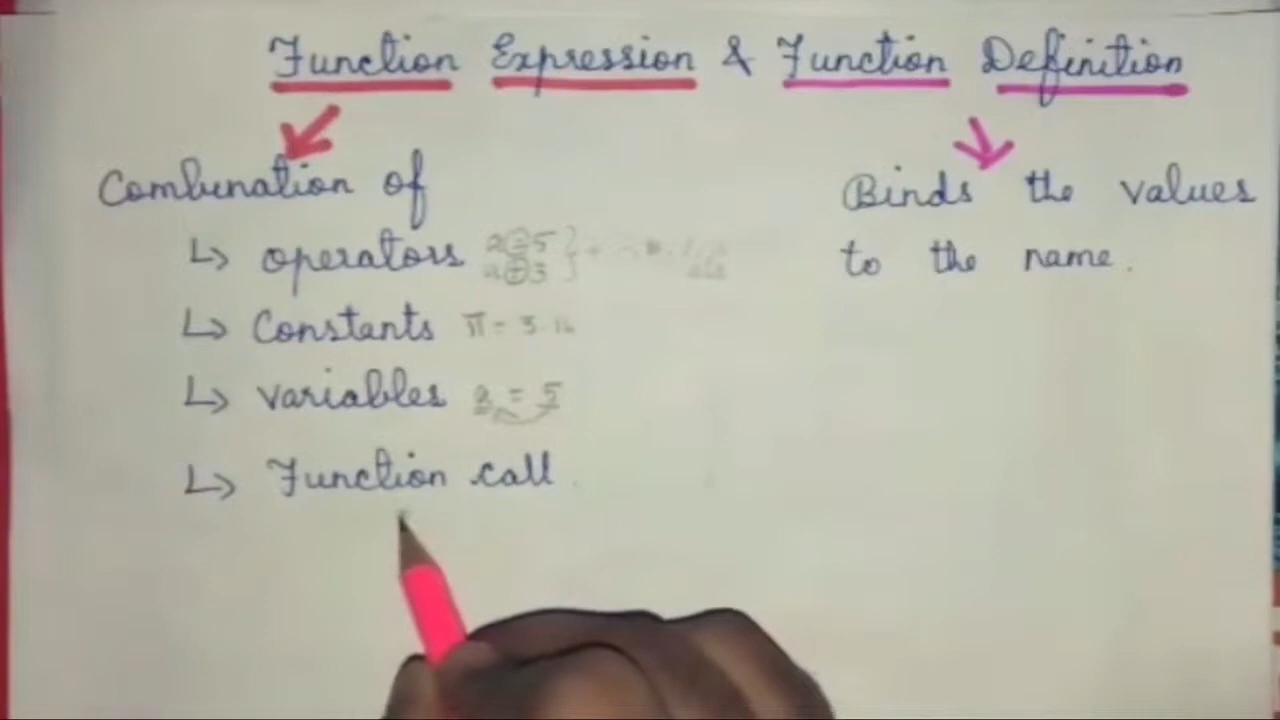 Function Expression & Function Definition
Combination of
↳ operators
↳ Constants π = 3.14
↳ variables a = 5
↳ Function call
Binds the values
to the name.